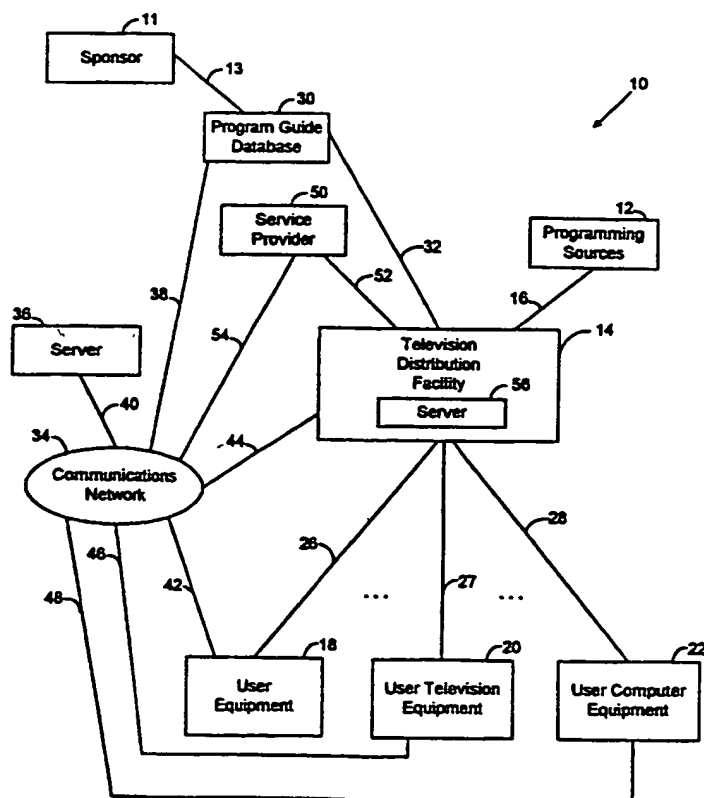 11
Sponsor
13
30
10
Program Guide
Database
50
12
Service
Provider
Programming
Sources
32
52
16
38
36
54
14
Server
Television
Distribution
Facility
56
Server
40
34
44
Communications
Network
26
28
46
42
27
48
...
...
18
20
22
User
Equipment
User Television
Equipment
User Computer
Equipment